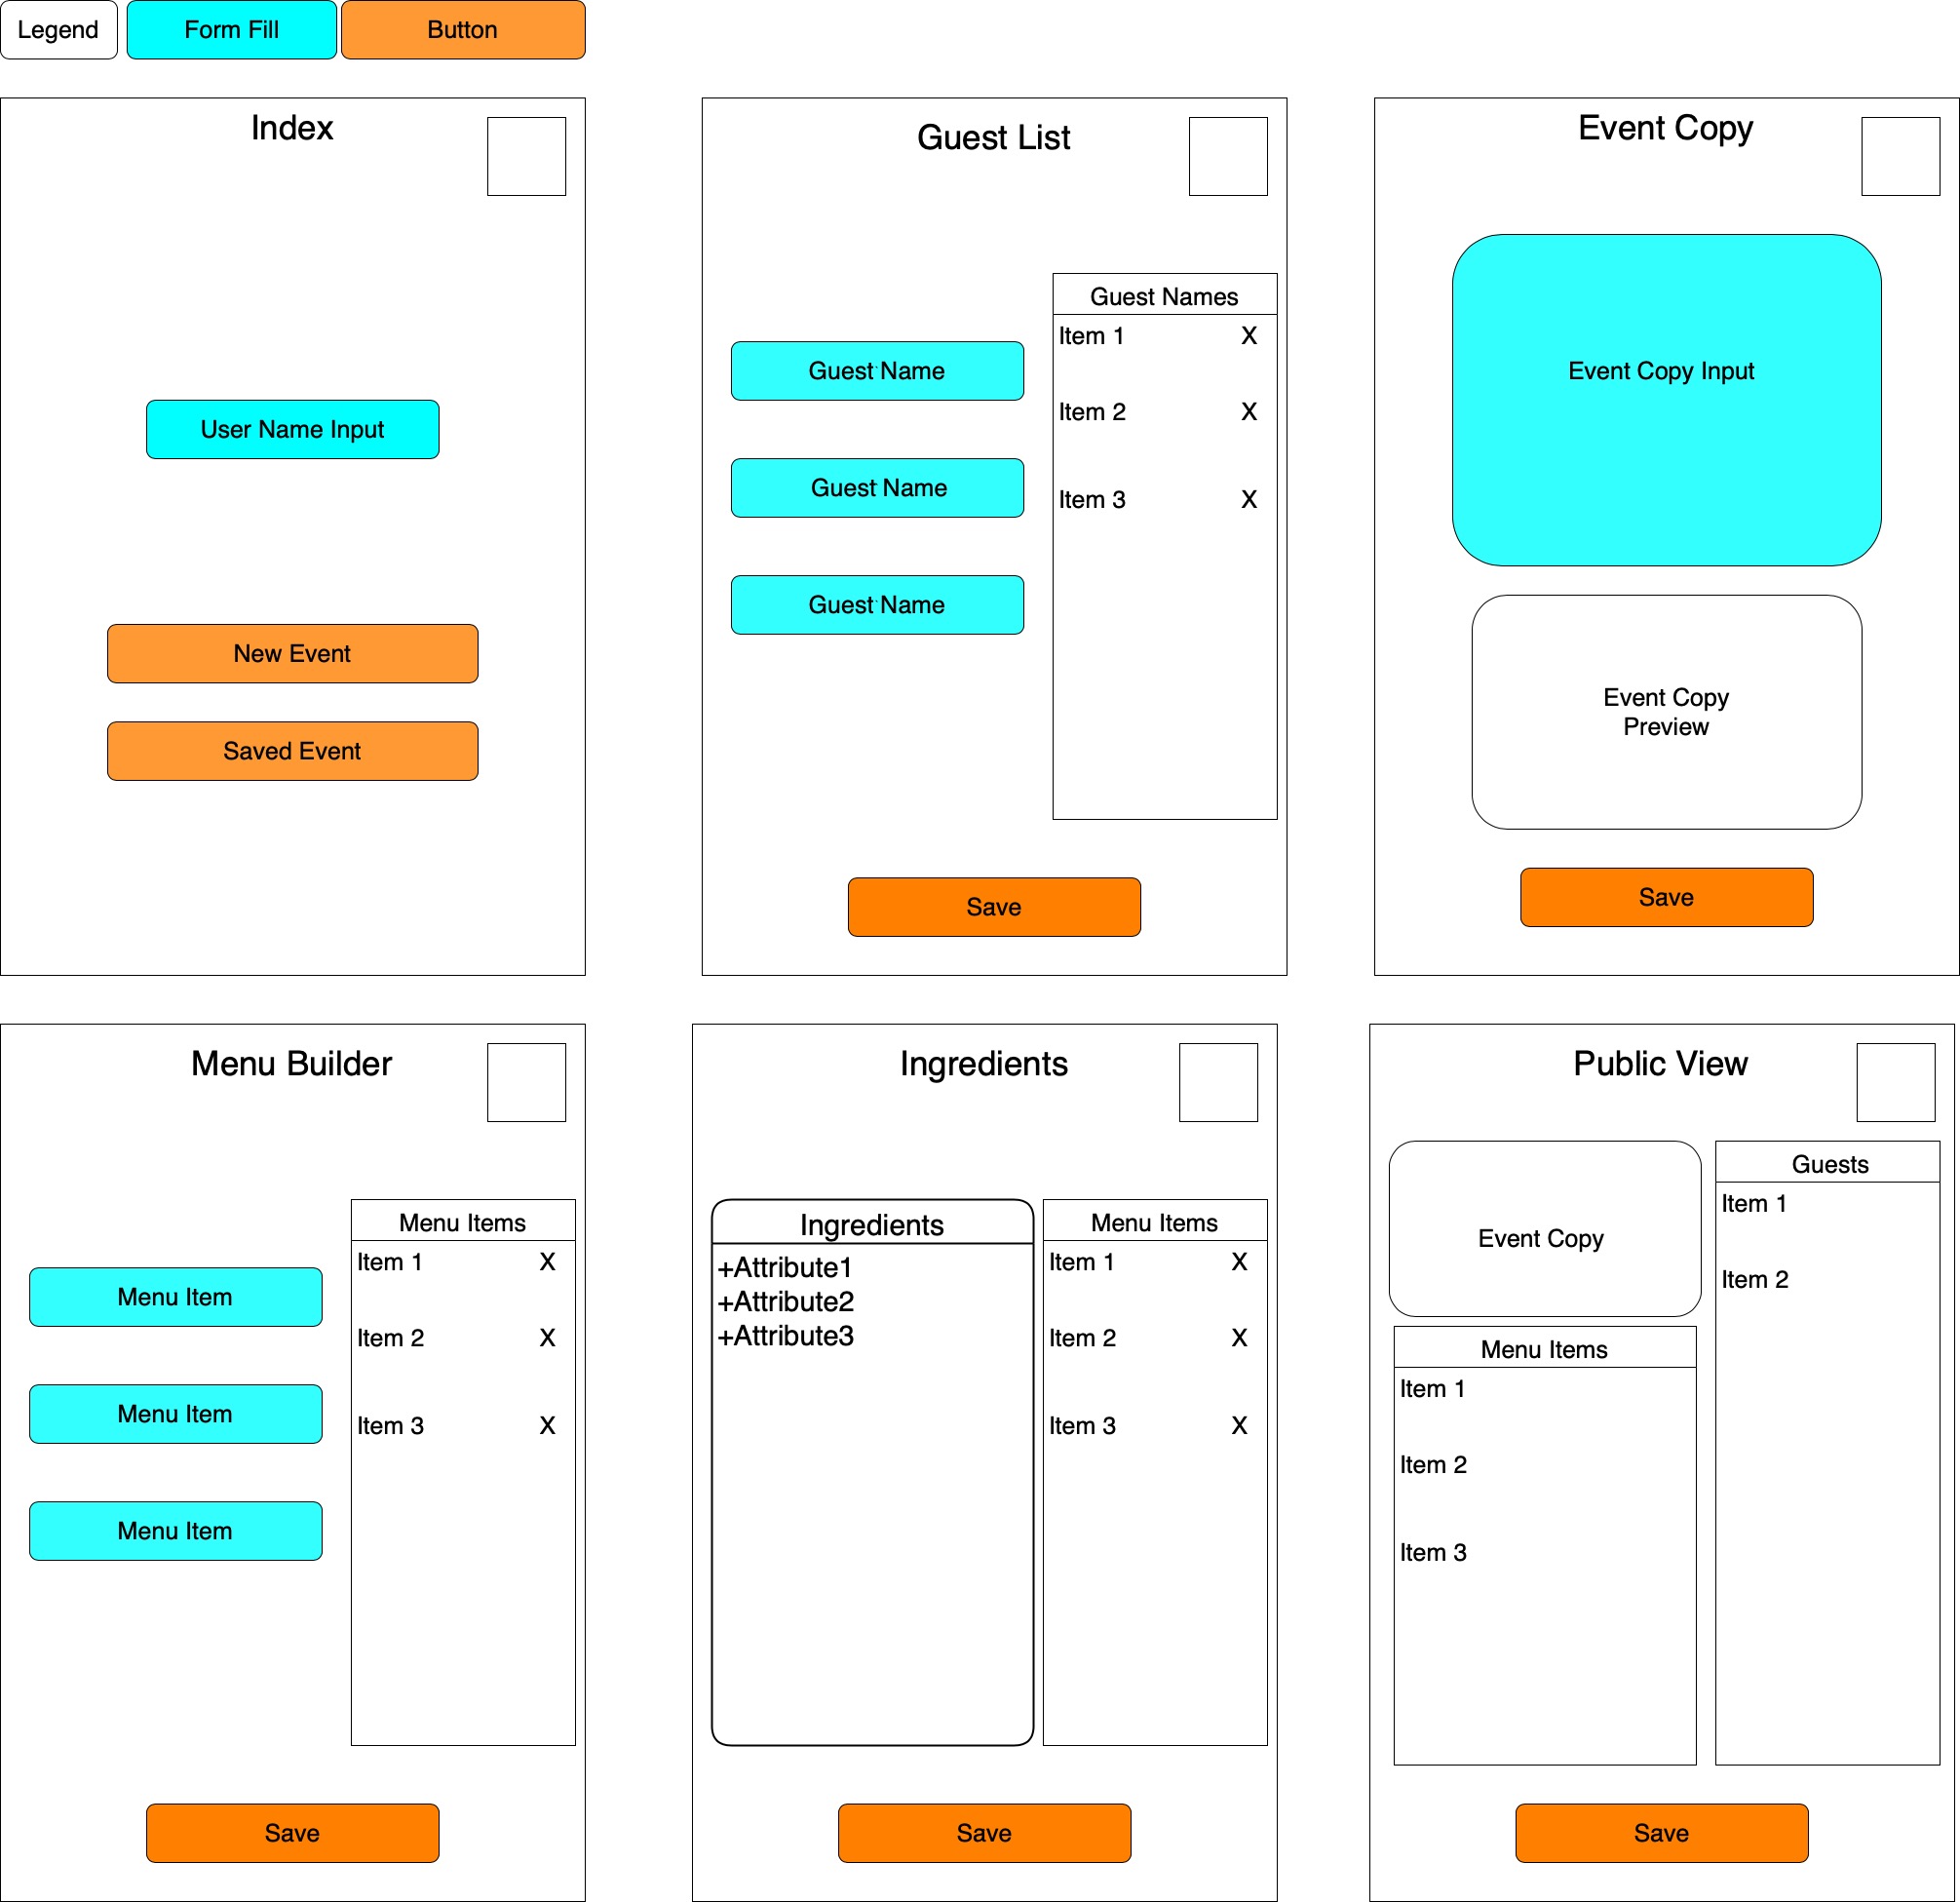 Legend
Form Fill
Button
Index
User Name Input
New Event
Saved Event
Guest List
Guest Name
Guest Name
Guest Name
Guest Names
Item 1 X
Item 2 X
Item 3 X
Save
Event Copy
Event Copy Input
Event Copy
Preview
Save
Menu Builder
Menu Item
Menu Item
Menu Item
Menu Items
Item 1 X
Item 2 X
Item 3 X
Save
Ingredients
Ingredients
+Attribute1
+Attribute2
+Attribute3
Menu Items
Item 1 X
Item 2 X
Item 3 X
Save
Public View
Event Copy
Menu Items
Item 1
Item 2
Item 3
Guests
Item 1
Item 2
Save